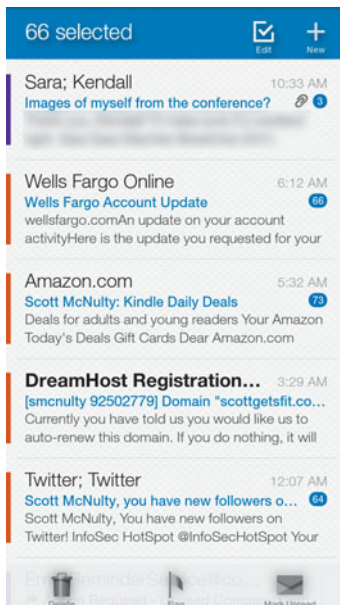 66 selected
Edit
New
Sara; Kendall 10:33 AM
Images of myself from the conference? 3
Wells Fargo Online 6:12 AM
Wells Fargo Account Update 66
wellsfargo.comAn update on your account
activityHere is the update you requested for your
Amazon.com 5:32 AM
Scott McNulty: Kindle Daily Deals 73
Deals for adults and young readers Your Amazon
Today's Deals Gift Cards Dear Amazon.com
DreamHost Registration... 3:29 AM
[smcnulty 92502779] Domain "scottgetsfit.co...
Currently you have told us you would like us to
auto-renew this domain. If you do nothing, it will
Twitter; Twitter 12:07 AM
Scott McNulty, you have new followers o... 64
Scott McNulty, You have new followers on
Twitter! InfoSec HotSpot @InfoSecHotSpot Your
Delete
Flag
Mark Unread